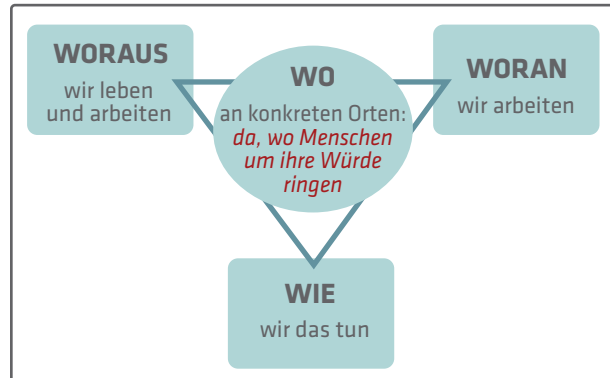 WORAUS
wir leben
und arbeiten
WO
an konkreten Orten:
da, wo Menschen
um ihre Würde
ringen
WORAN
wir arbeiten
WIE
wir das tun